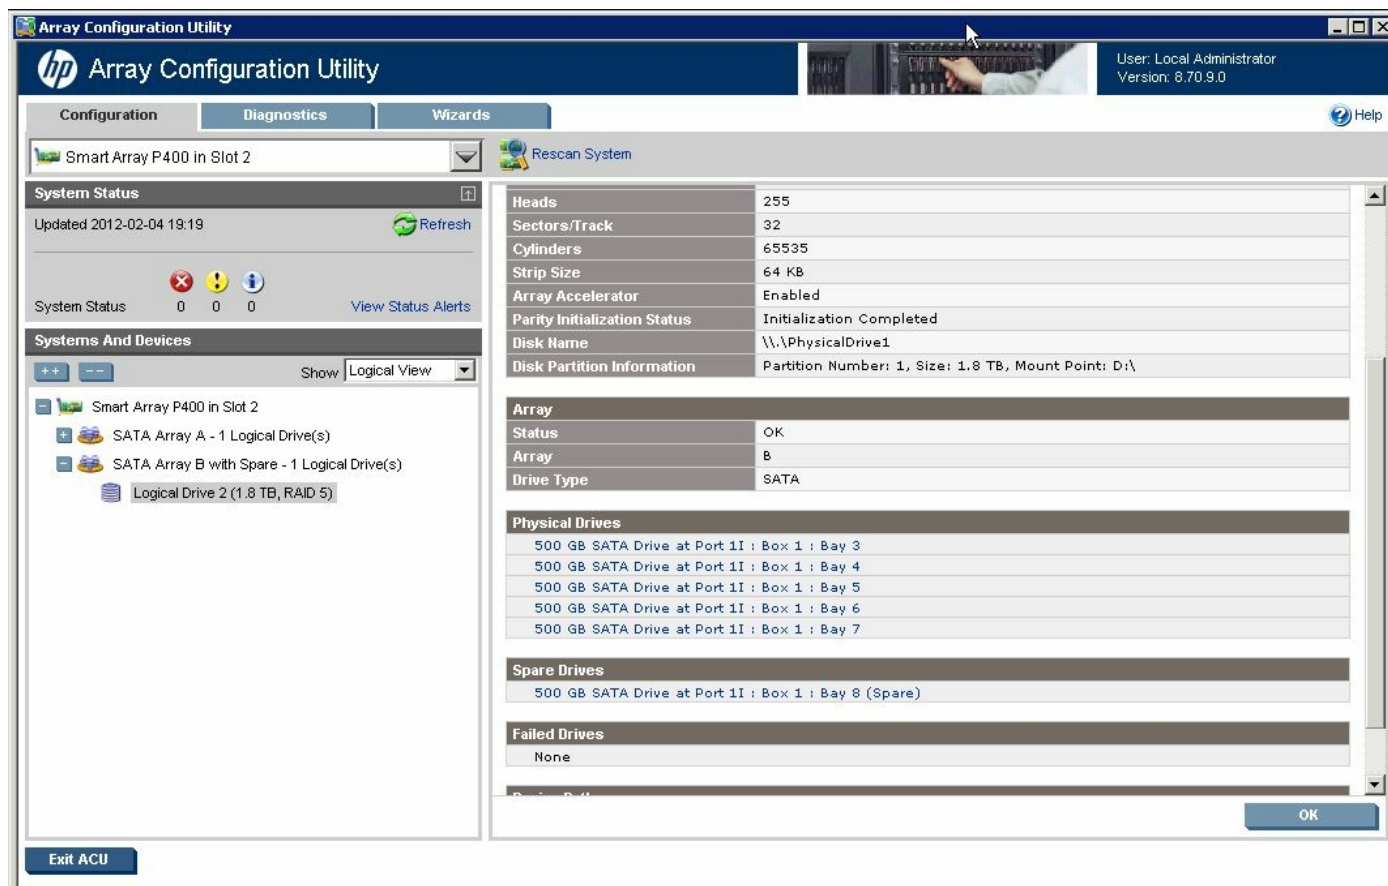 Array Configuration Utility
hp Array Configuration Utility
User: Local Administrator
Version: 8.70.9.0
Configuration Diagnostics Wizards
Help
Smart Array P400 in Slot 2
Rescan System
System Status
Updated 2012-02-04 19:19 Refresh
System Status 0 0 0 View Status Alerts
Systems And Devices
++ -- Show Logical View
Smart Array P400 in Slot 2
SATA Array A - 1 Logical Drive(s)
SATA Array B with Spare - 1 Logical Drive(s)
Logical Drive 2 (1.8 TB, RAID 5)
Heads 255
Sectors/Track 32
Cylinders 65535
Strip Size 64 KB
Array Accelerator Enabled
Parity Initialization Status Initialization Completed
Disk Name \\.\PhysicalDrive1
Disk Partition Information Partition Number: 1, Size: 1.8 TB, Mount Point: D:\
Array
Status OK
Array B
Drive Type SATA
Physical Drives
500 GB SATA Drive at Port 1I : Box 1 : Bay 3
500 GB SATA Drive at Port 1I : Box 1 : Bay 4
500 GB SATA Drive at Port 1I : Box 1 : Bay 5
500 GB SATA Drive at Port 1I : Box 1 : Bay 6
500 GB SATA Drive at Port 1I : Box 1 : Bay 7
Spare Drives
500 GB SATA Drive at Port 1I : Box 1 : Bay 8 (Spare)
Failed Drives
None
OK
Exit ACU